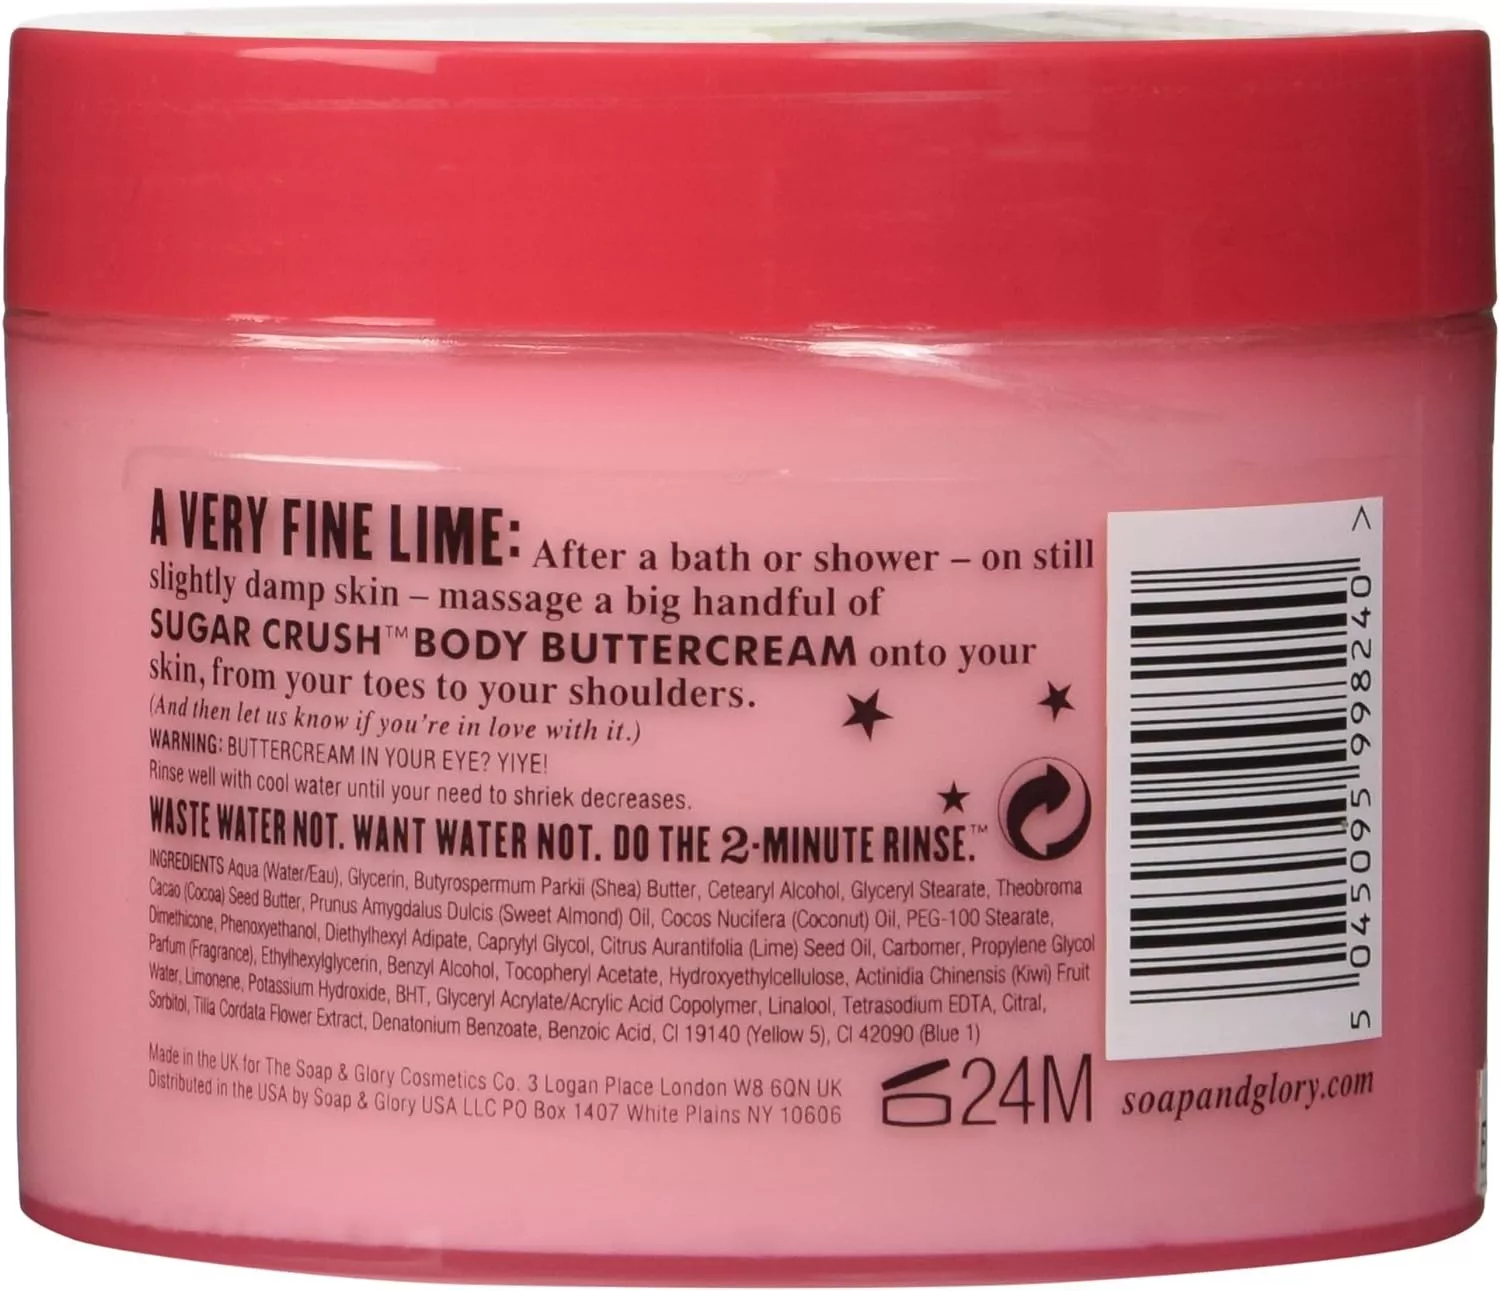 A VERY FINE LIME: After a bath or shower – on still
slightly damp skin – massage a big handful of
SUGAR CRUSH™ BODY BUTTERCREAM onto your
skin, from your toes to your shoulders.
(And then let us know if you're in love with it.)
WARNING: BUTTERCREAM IN YOUR EYE? YIYE!
Rinse well with cool water until your need to shriek decreases.
WASTE WATER NOT. WANT WATER NOT. DO THE 2-MINUTE RINSE.™
INGREDIENTS Aqua (Water/Eau), Glycerin, Butyrospermum Parkii (Shea) Butter, Cetearyl Alcohol, Glyceryl Stearate, Theobroma
Cacao (Cocoa) Seed Butter, Prunus Amygdalus Dulcis (Sweet Almond) Oil, Cocos Nucifera (Coconut) Oil, PEG-100 Stearate,
Dimethicone, Phenoxyethanol, Diethylhexyl Adipate, Caprylyl Glycol, Citrus Aurantifolia (Lime) Seed Oil, Carbomer, Propylene Glycol
Parfum (Fragrance), Ethylhexylglycerin, Benzyl Alcohol, Tocopheryl Acetate, Hydroxyethylcellulose, Actinidia Chinensis (Kiwi) Fruit
Water, Limonene, Potassium Hydroxide, BHT, Glyceryl Acrylate/Acrylic Acid Copolymer, Linalool, Tetrasodium EDTA, Citral,
Sorbitol, Tilia Cordata Flower Extract, Denatonium Benzoate, Benzoic Acid, CI 19140 (Yellow 5), CI 42090 (Blue 1)
Made in the UK for The Soap & Glory Cosmetics Co. 3 Logan Place London W8 6QN UK
Distributed in the USA by Soap & Glory USA LLC PO Box 1407 White Plains NY 10606
24M
soapandglory.com
5 045095 998240 >